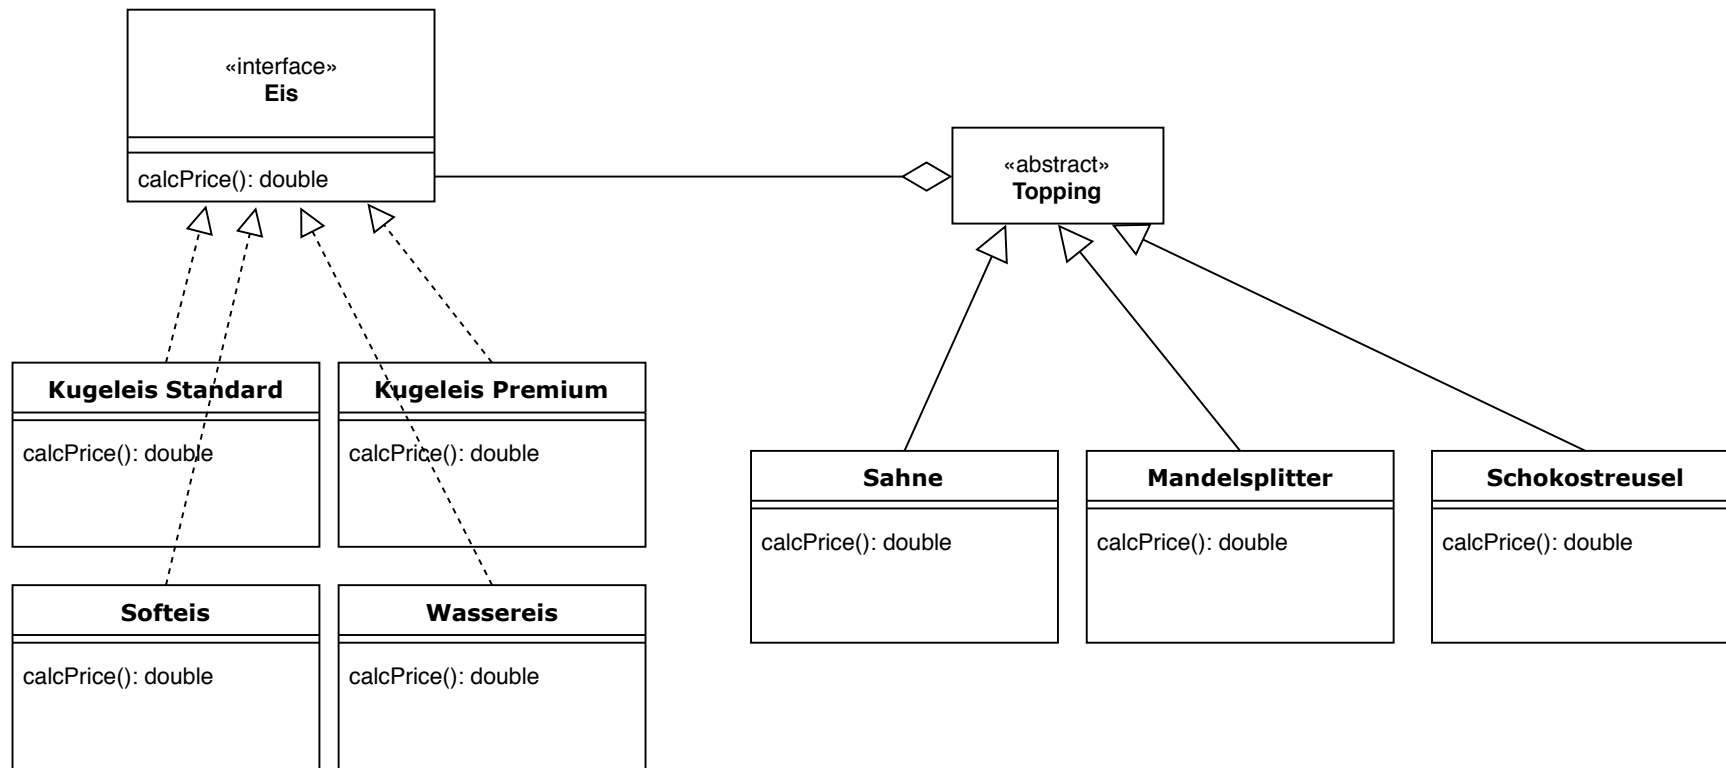 «interface»
Eis
calcPrice(): double
«abstract»
Topping
Kugeleis Standard
calcPrice(): double
Kugeleis Premium
calcPrice(): double
Softeis
calcPrice(): double
Wassereis
calcPrice(): double
Sahne
calcPrice(): double
Mandelsplitter
calcPrice(): double
Schokostreusel
calcPrice(): double